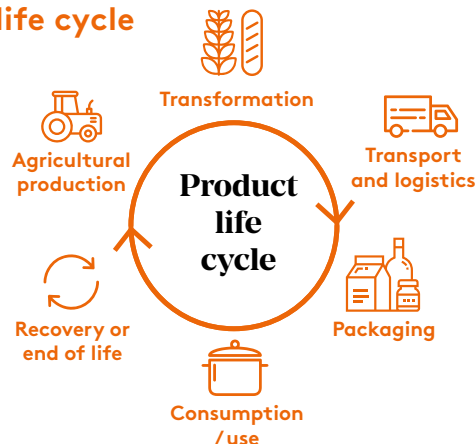 life cycle
Transformation
Transport
and logistics
Packaging
Consumption
/ use
Recovery or
end of life
Agricultural
production
Product
life
cycle